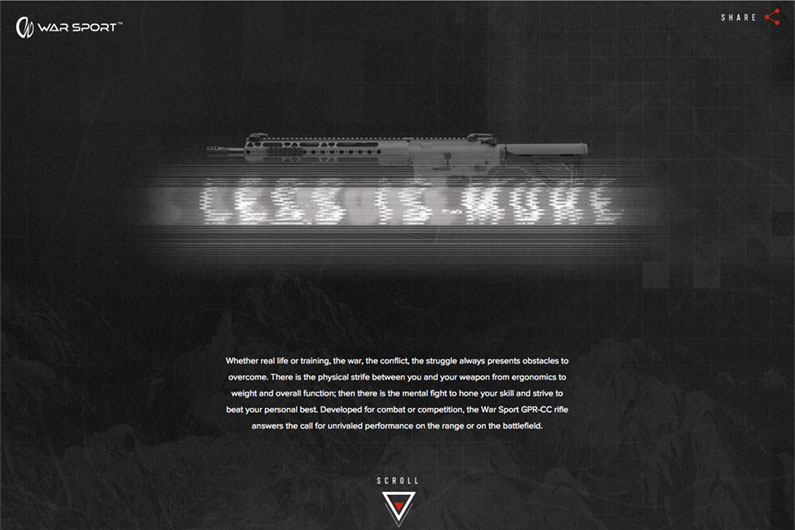 WAR SPORT™
SHARE
LESS IS MORE
Whether real life or training, the war, the conflict, the struggle always presents obstacles to
overcome. There is the physical strife between you and your weapon from ergonomics to
weight and overall function; then there is the mental fight to hone your skill and strive to
beat your personal best. Developed for combat or competition, the War Sport GPR-CC rifle
answers the call for unrivaled performance on the range or on the battlefield.
SCROLL